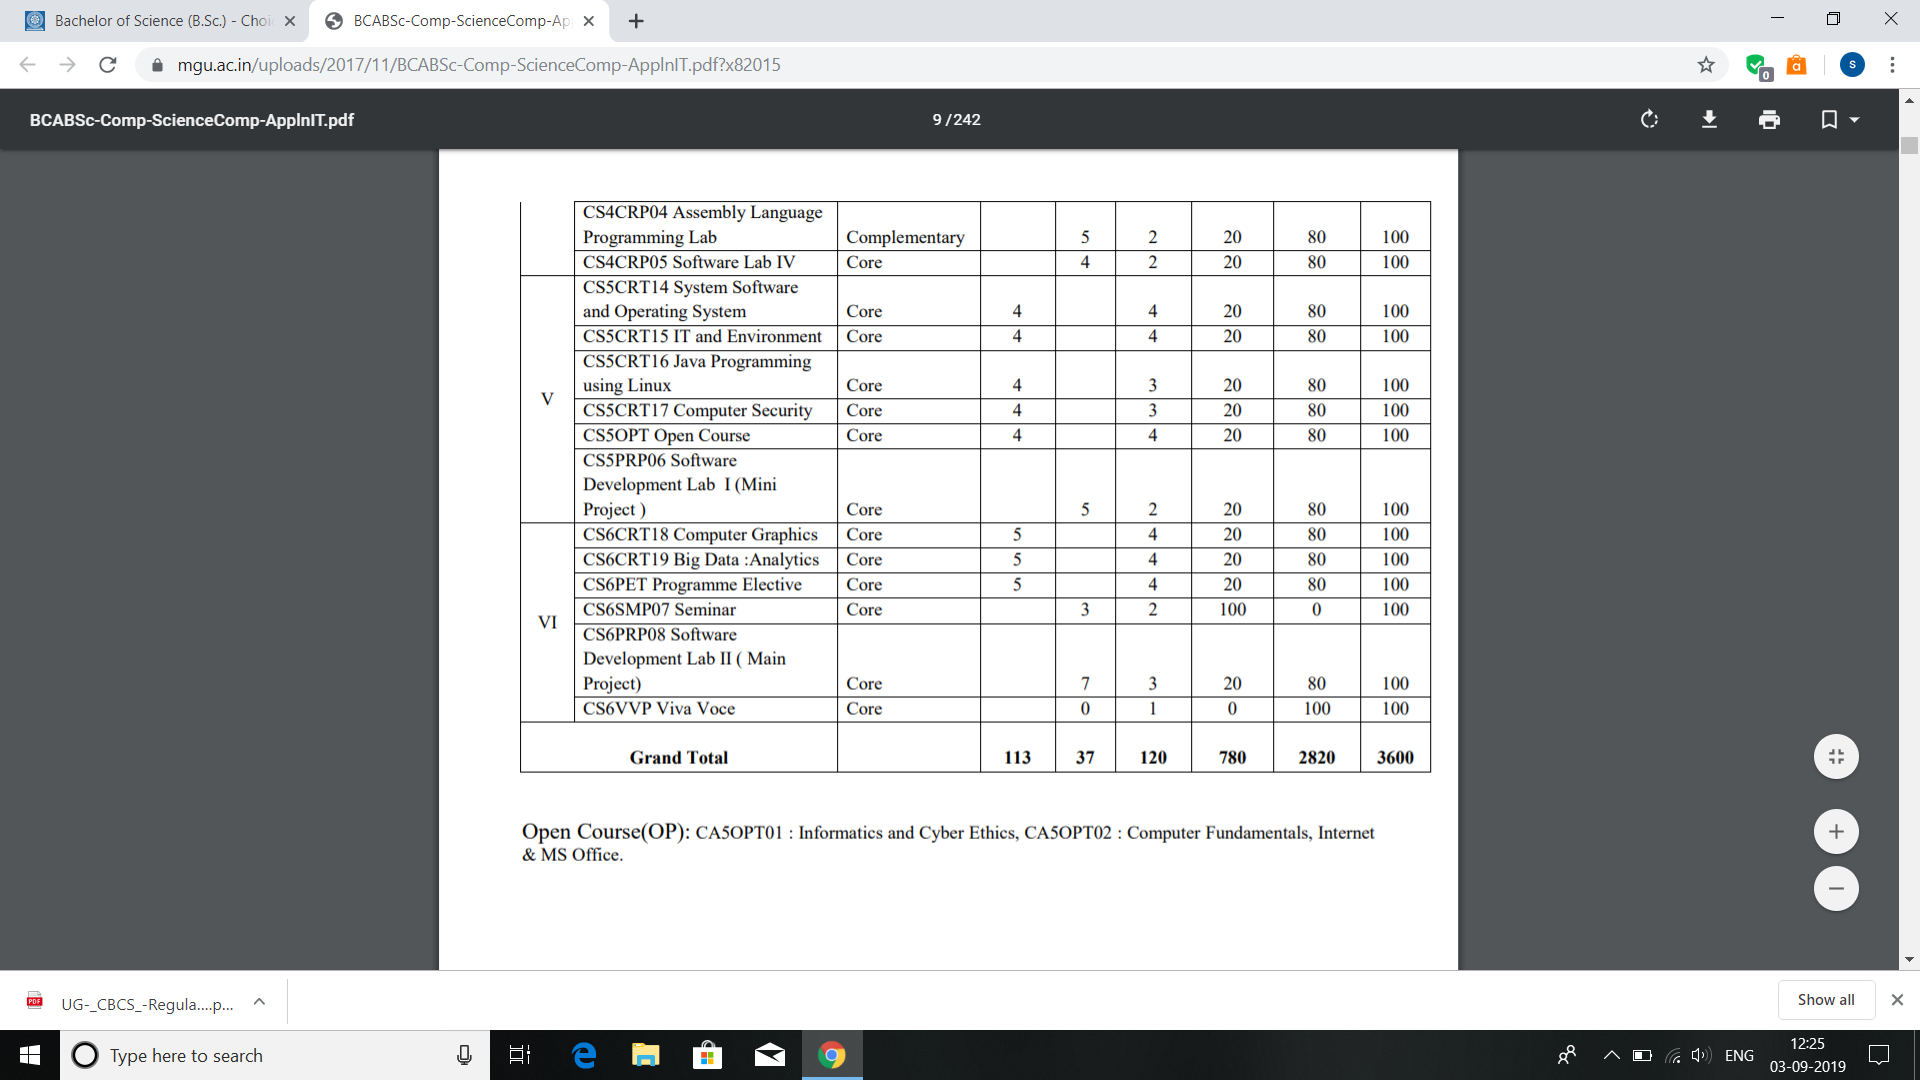 Bachelor of Science (B.Sc.) - Choi
BCABSc-Comp-ScienceComp-Ap
mgu.ac.in/uploads/2017/11/BCABSc-Comp-ScienceComp-ApplnIT.pdf?x82015
0
a
S
BCABSc-Comp-ScienceComp-ApplnIT.pdf
9 / 242
CS4CRP04 Assembly Language
Programming Lab Complementary 5 2 20 80 100
CS4CRP05 Software Lab IV Core 4 2 20 80 100
CS5CRT14 System Software
and Operating System Core 4 4 20 80 100
CS5CRT15 IT and Environment Core 4 4 20 80 100
CS5CRT16 Java Programming
using Linux Core 4 3 20 80 100
V
CS5CRT17 Computer Security Core 4 3 20 80 100
CS5OPT Open Course Core 4 4 20 80 100
CS5PRP06 Software
Development Lab I (Mini
Project ) Core 5 2 20 80 100
CS6CRT18 Computer Graphics Core 5 4 20 80 100
CS6CRT19 Big Data :Analytics Core 5 4 20 80 100
CS6PET Programme Elective Core 5 4 20 80 100
CS6SMP07 Seminar Core 3 2 100 0 100
VI
CS6PRP08 Software
Development Lab II ( Main
Project) Core 7 3 20 80 100
CS6VVP Viva Voce Core 0 1 0 100 100
Grand Total 113 37 120 780 2820 3600
Open Course(OP): CA5OPT01 : Informatics and Cyber Ethics, CA5OPT02 : Computer Fundamentals, Internet
& MS Office.
PDF
UG-_CBCS_-Regula....p...
Show all
Type here to search
ENG
12:25
03-09-2019